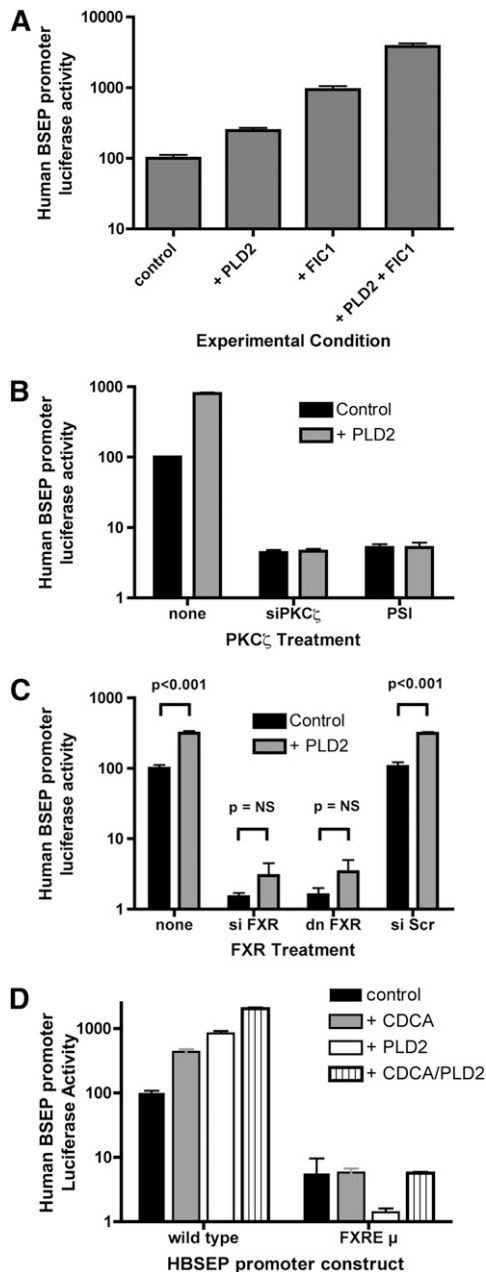 A
Human BSEP promoter
luciferase activity
10000
1000
100
10
control
+ PLD2
+ FIC1
+ PLD2 + FIC1
Experimental Condition
B
Human BSEP promoter
luciferase activity
1000
100
10
1
Control
+ PLD2
none
siPKCζ
PSI
PKCζ Treatment
C
Human BSEP promoter
luciferase activity
1000
100
10
1
p<0.001
p = NS
p = NS
p<0.001
Control
+ PLD2
none
si FXR
dn FXR
si Scr
FXR Treatment
D
Human BSEP promoter
Luciferase Activity
1000
100
10
1
control
+ CDCA
+ PLD2
+ CDCA/PLD2
wild type
FXRE μ
HBSEP promoter construct